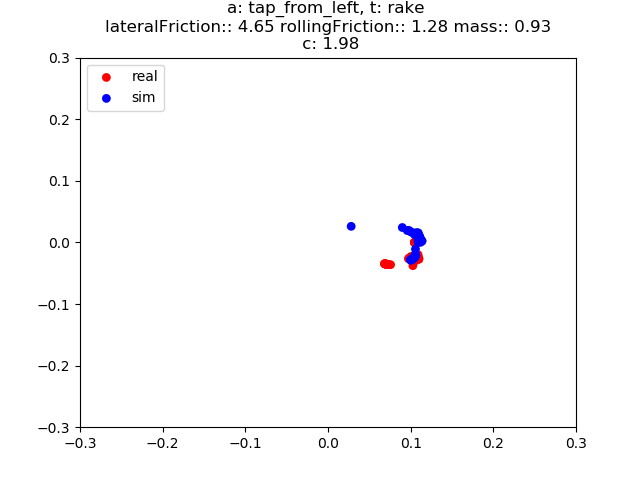 a: tap_from_left, t: rake
lateralFriction:: 4.65 rollingFriction:: 1.28 mass:: 0.93
c: 1.98
real
sim
0.3
0.2
0.1
0.0
−0.1
−0.2
−0.3
−0.3 −0.2 −0.1 0.0 0.1 0.2 0.3